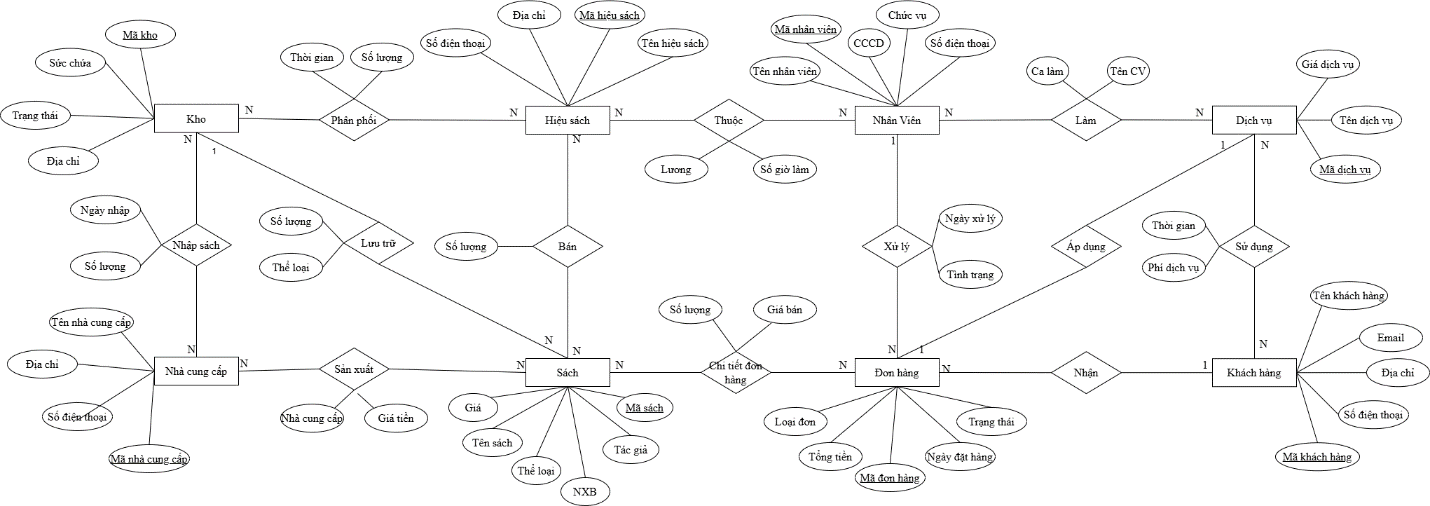 Mã kho
Sức chứa
Trạng thái
Địa chỉ
Kho
N
N
1
Thời gian
Số lượng
Phân phối
N
Số điện thoại
Địa chỉ
Mã hiệu sách
Tên hiệu sách
Hiệu sách
N
N
Thuộc
Lương
Số giờ làm
N
Tên nhân viên
Mã nhân viên
CCCD
Chức vụ
Số điện thoại
Nhân Viên
N
1
Ca làm
Tên CV
Làm
N
Dịch vụ
Giá dịch vụ
Tên dịch vụ
Mã dịch vụ
1
N
Ngày nhập
Nhập sách
Số lượng
Số lượng
Lưu trữ
Thể loại
Số lượng
Bán
Ngày xử lý
Xử lý
Tình trạng
Áp dụng
Thời gian
Sử dụng
Phí dịch vụ
N
Tên nhà cung cấp
Địa chỉ
Số điện thoại
Mã nhà cung cấp
Nhà cung cấp
N
Sản xuất
Nhà cung cấp
Giá tiền
N
N
N
Sách
N
Giá
Tên sách
Thể loại
NXB
Tác giả
Mã sách
Số lượng
Giá bán
Chi tiết đơn
hàng
N
N
1
Đơn hàng
N
Loại đơn
Tổng tiền
Mã đơn hàng
Ngày đặt hàng
Trạng thái
Nhận
1
N
Khách hàng
Tên khách hàng
Email
Địa chỉ
Số điện thoại
Mã khách hàng